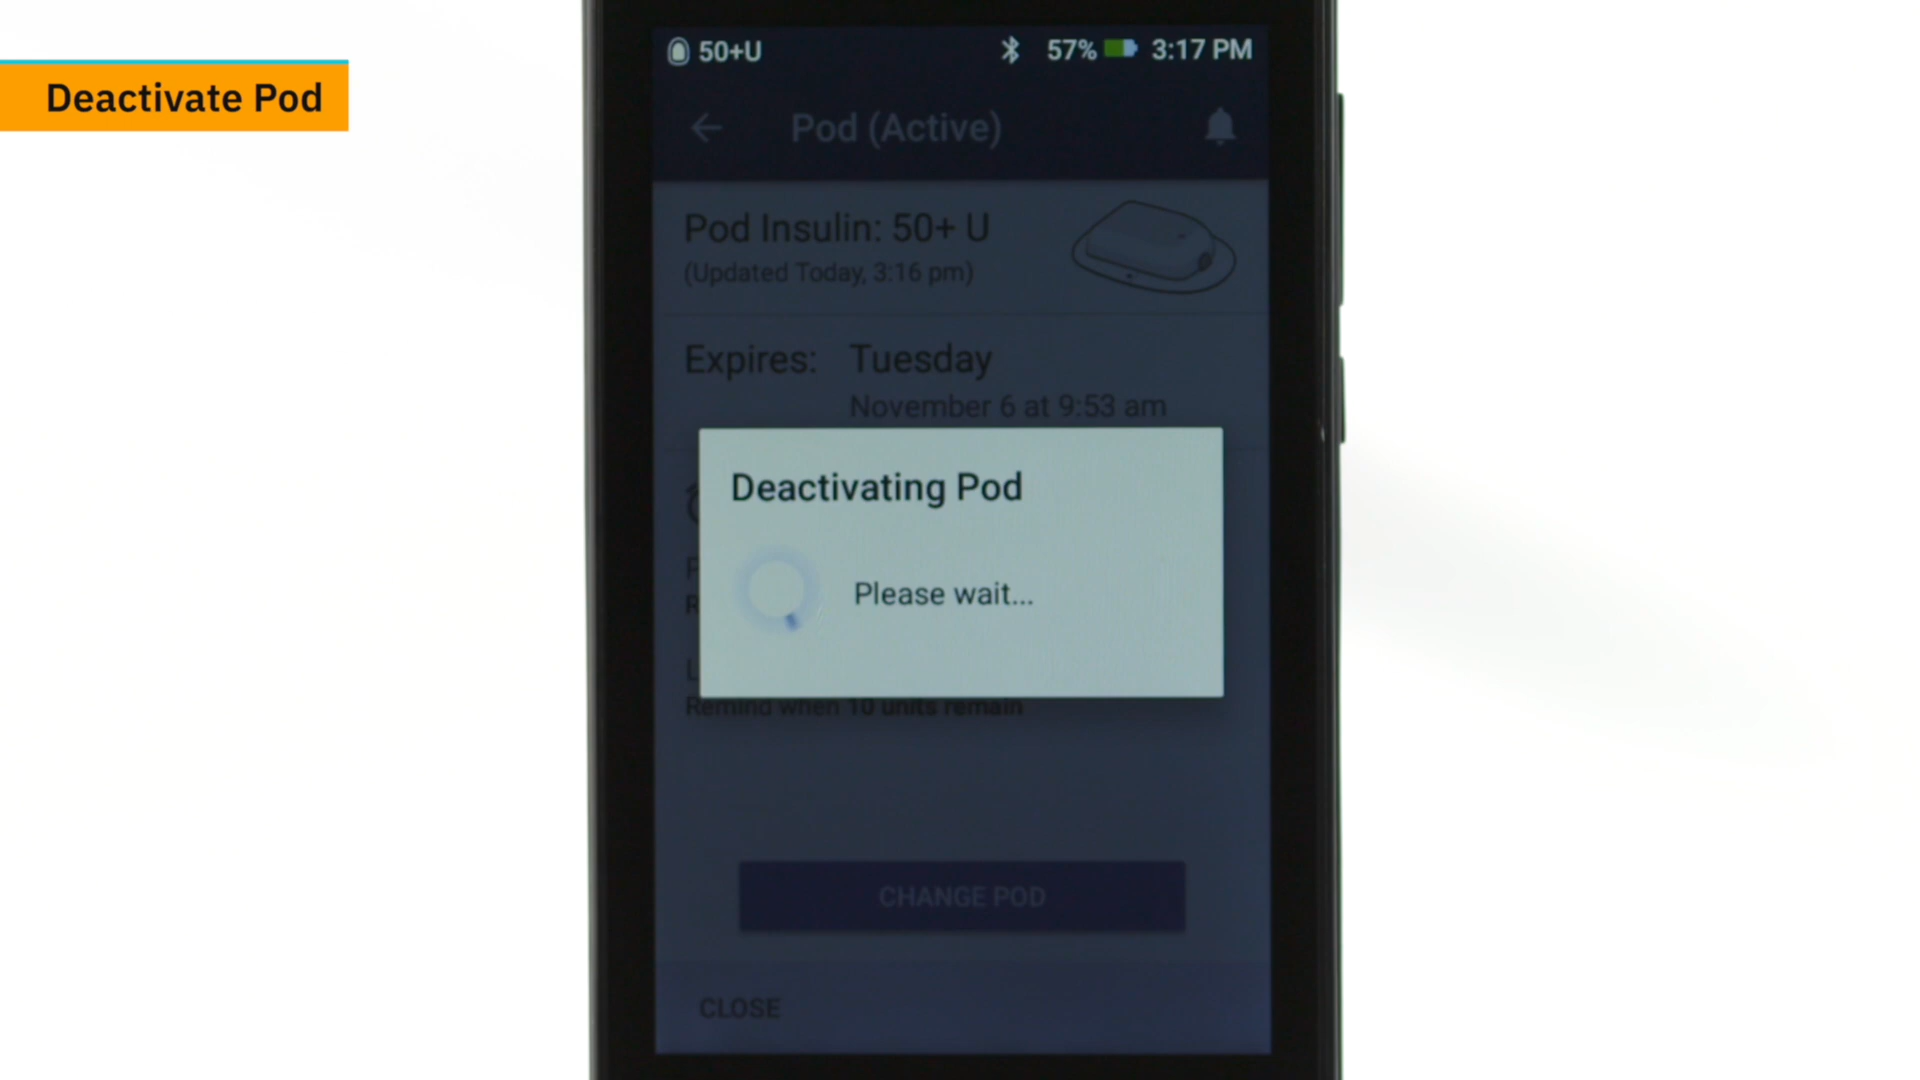 Deactivate Pod
50+U 57% 3:17 PM
Pod (Active)
Pod Insulin: 50+ U
(Updated Today, 3:16 pm)
Expires: Tuesday
November 6 at 9:53 am
Deactivating Pod
Please wait...
Remind when 10 units remain
CHANGE POD
CLOSE